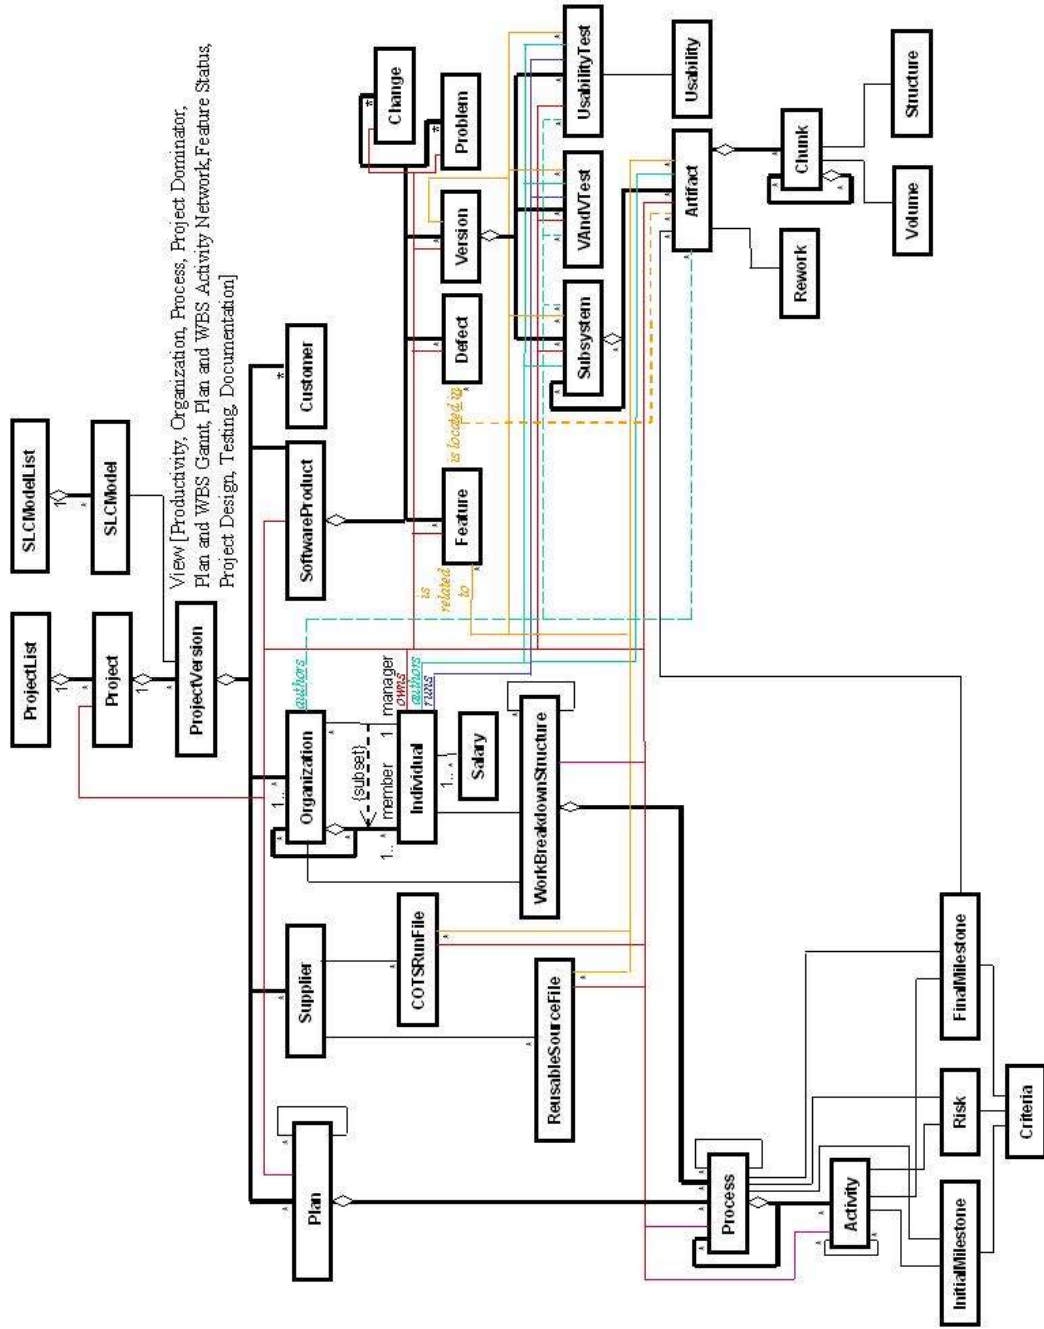 ProjectList
SLCModelList
1
1
*
*
Project
SLCModel
1
*
ProjectVersion
View [Productivity, Organization, Process, Project Dominator,
Plan and WBS Gannt, Plan and WBS Activity Network,Feature Status,
Project Design, Testing, Documentation]
*
*
1.. *
*
Plan
Supplier
Organization
SoftwareProduct
Customer
authors
*
*
{subset}
member
1
manager
1.. *
owns
authors
runs
COTSRunFile
Individual
Change
*
Problem
*
1.. *
Salary
is
related
to
Feature
is located in
Defect
Version
ReusableSourceFile
WorkBreakdownStructure
Subsystem
VAndVTest
UsabilityTest
Artifact
Usability
Process
Rework
Chunk
Activity
Volume
Structure
InitialMilestone
Risk
FinalMilestone
Criteria